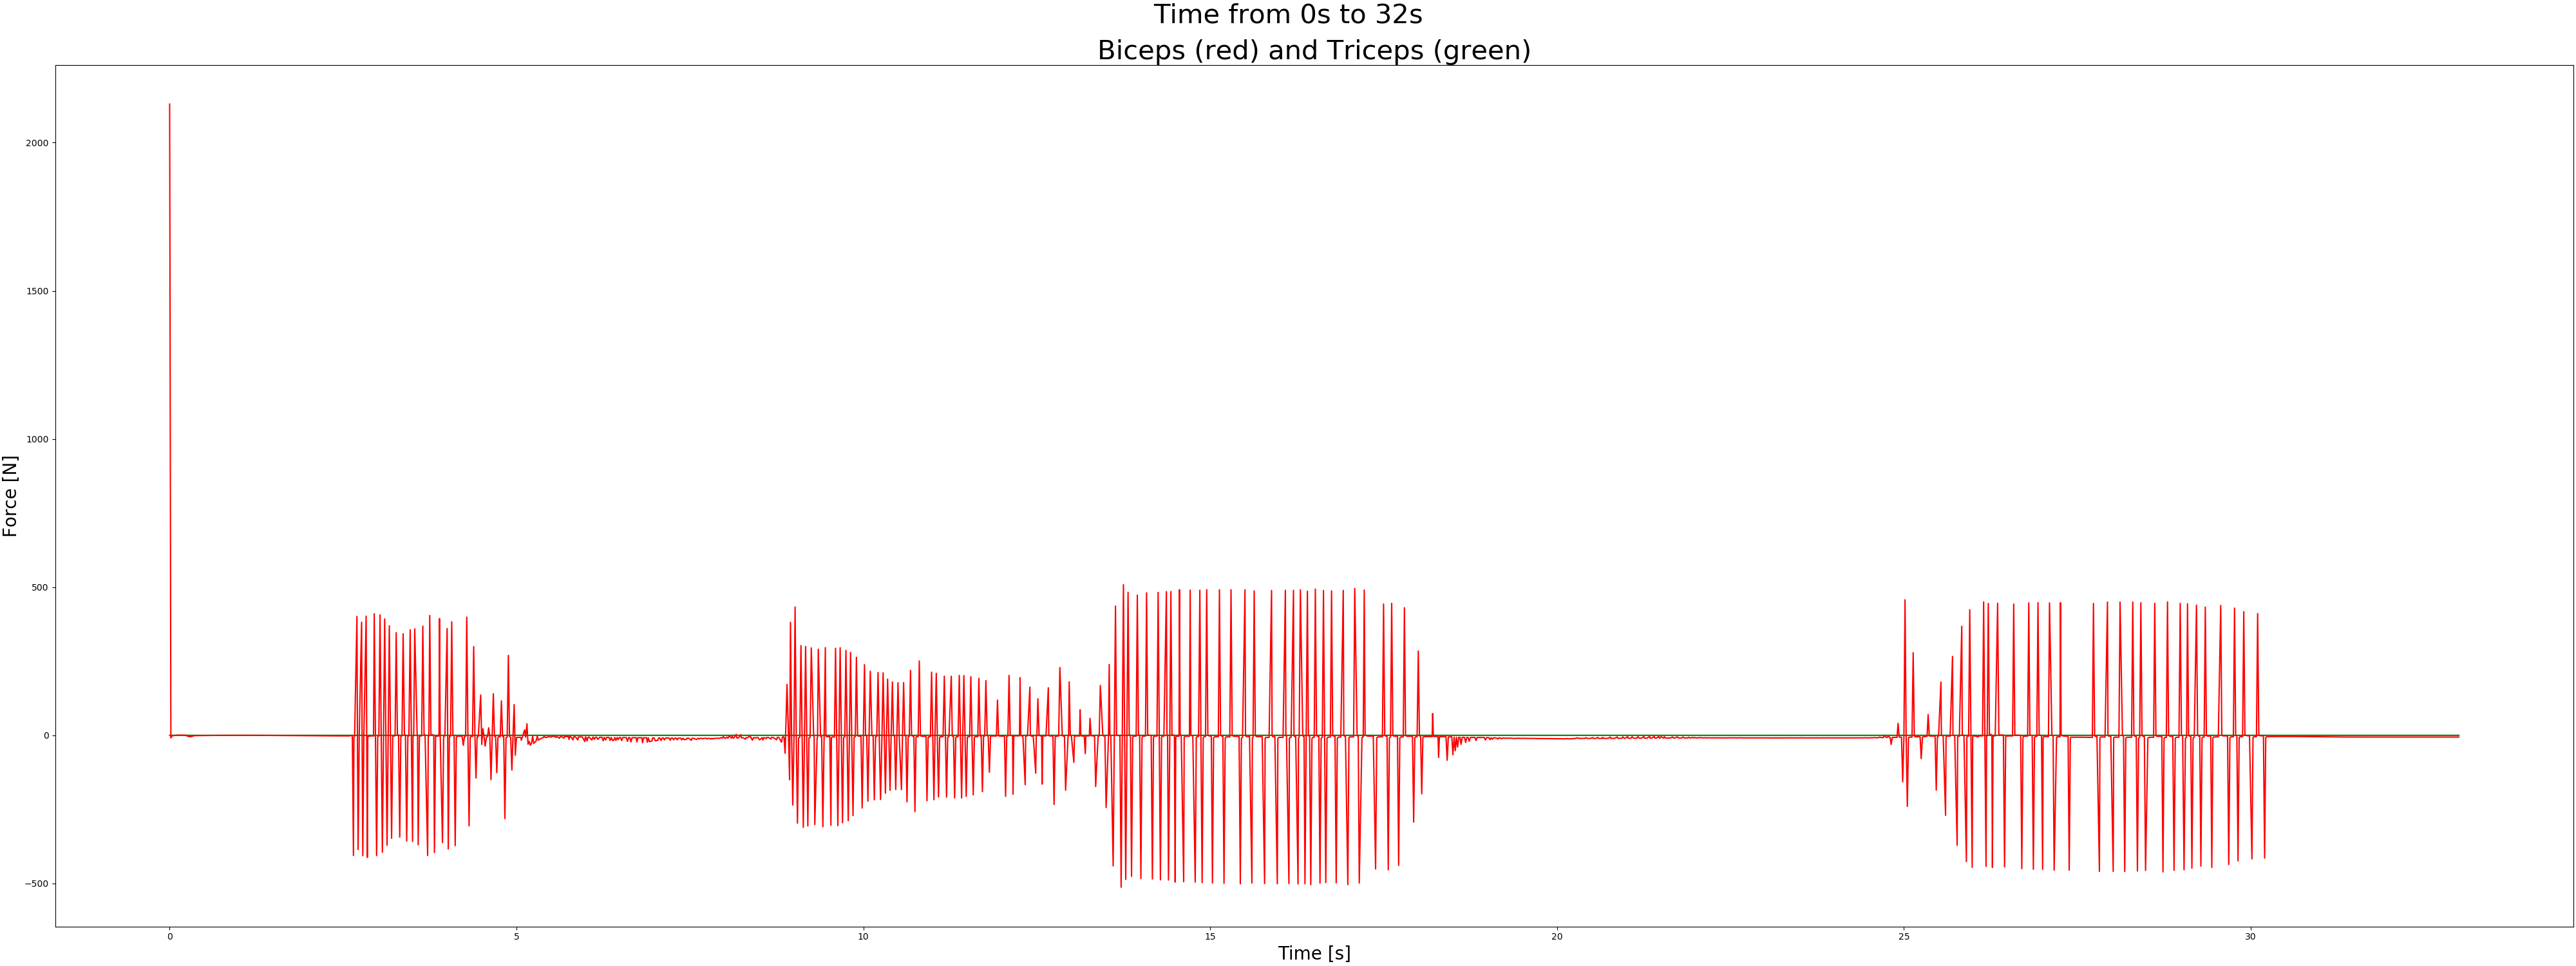 Time from 0s to 32s
Biceps (red) and Triceps (green)
2000
1500
1000
500
0
−500
Force [N]
0 5 10 15 20 25 30
Time [s]